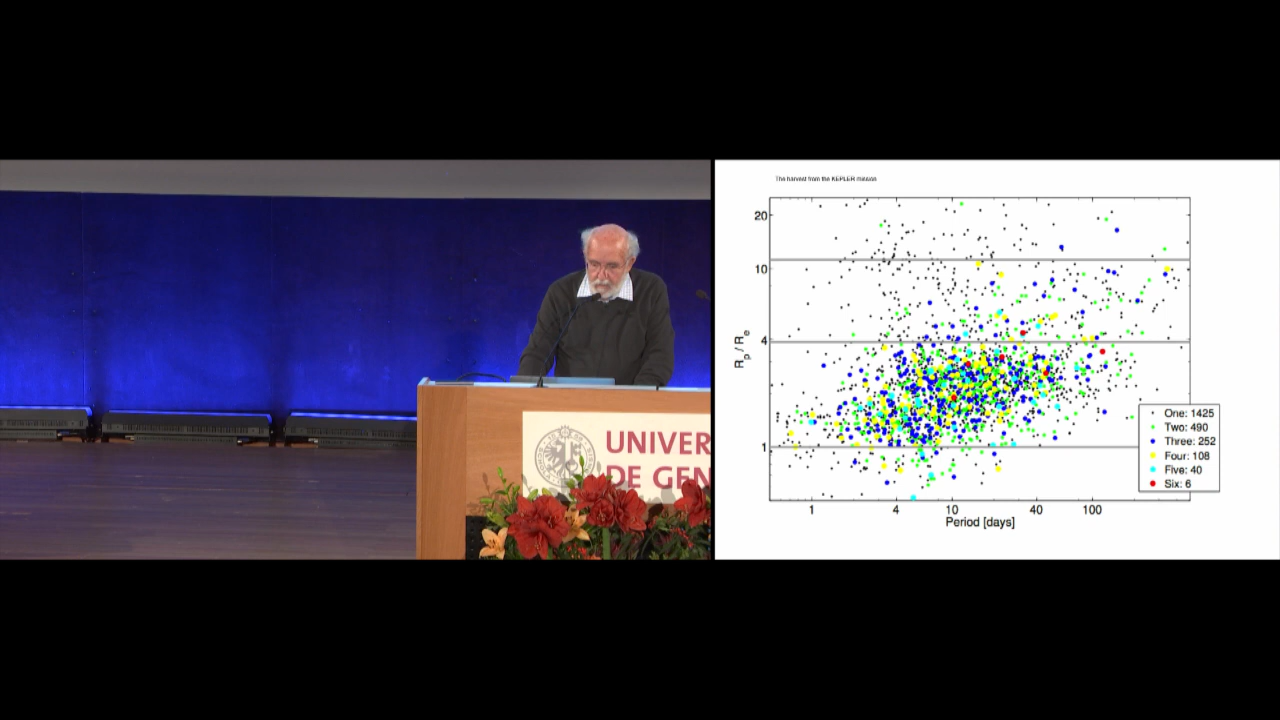 UNIVER
DE GEN
The harvest from the KEPLER mission
20
10
4
1
Rp / Re
1
4
10
40
100
Period [days]
One: 1425
Two: 490
Three: 252
Four: 108
Five: 40
Six: 6